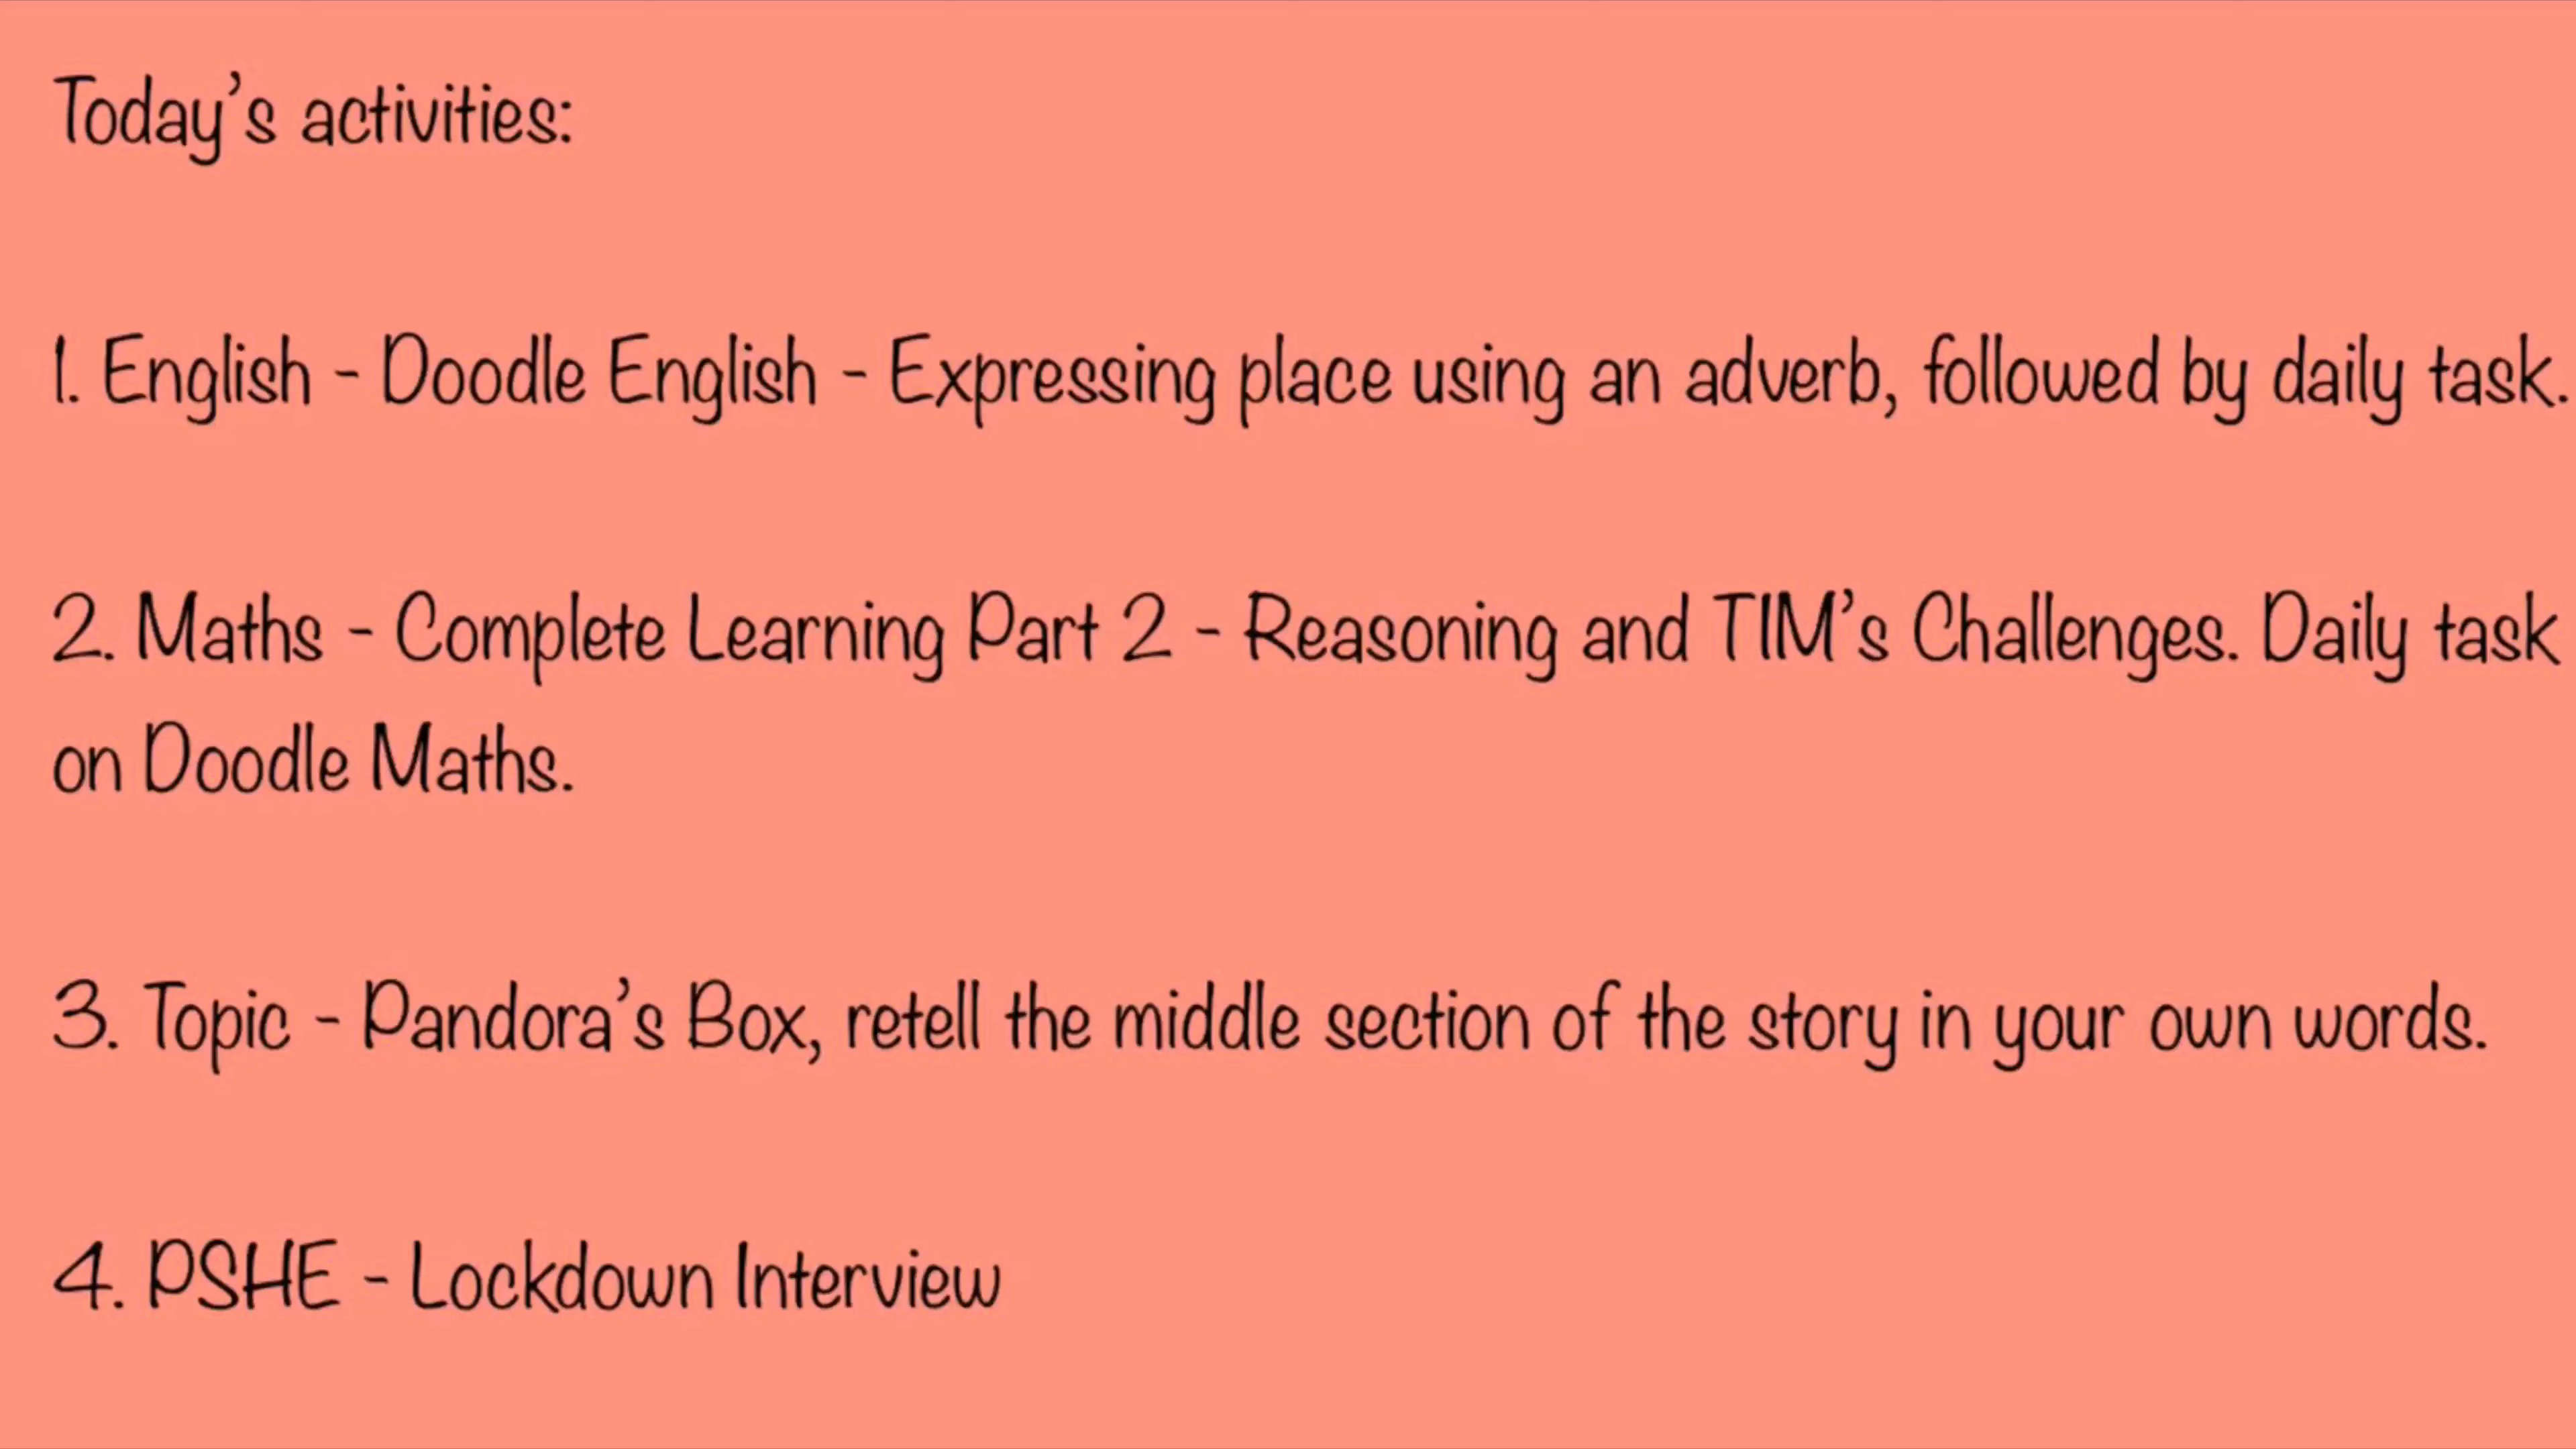 Today's activities:
1. English - Doodle English - Expressing place using an adverb, followed by daily task.
2. Maths - Complete Learning Part 2 - Reasoning and TIM's Challenges. Daily task
on Doodle Maths.
3. Topic - Pandora's Box, retell the middle section of the story in your own words.
4. PSHE - Lockdown Interview